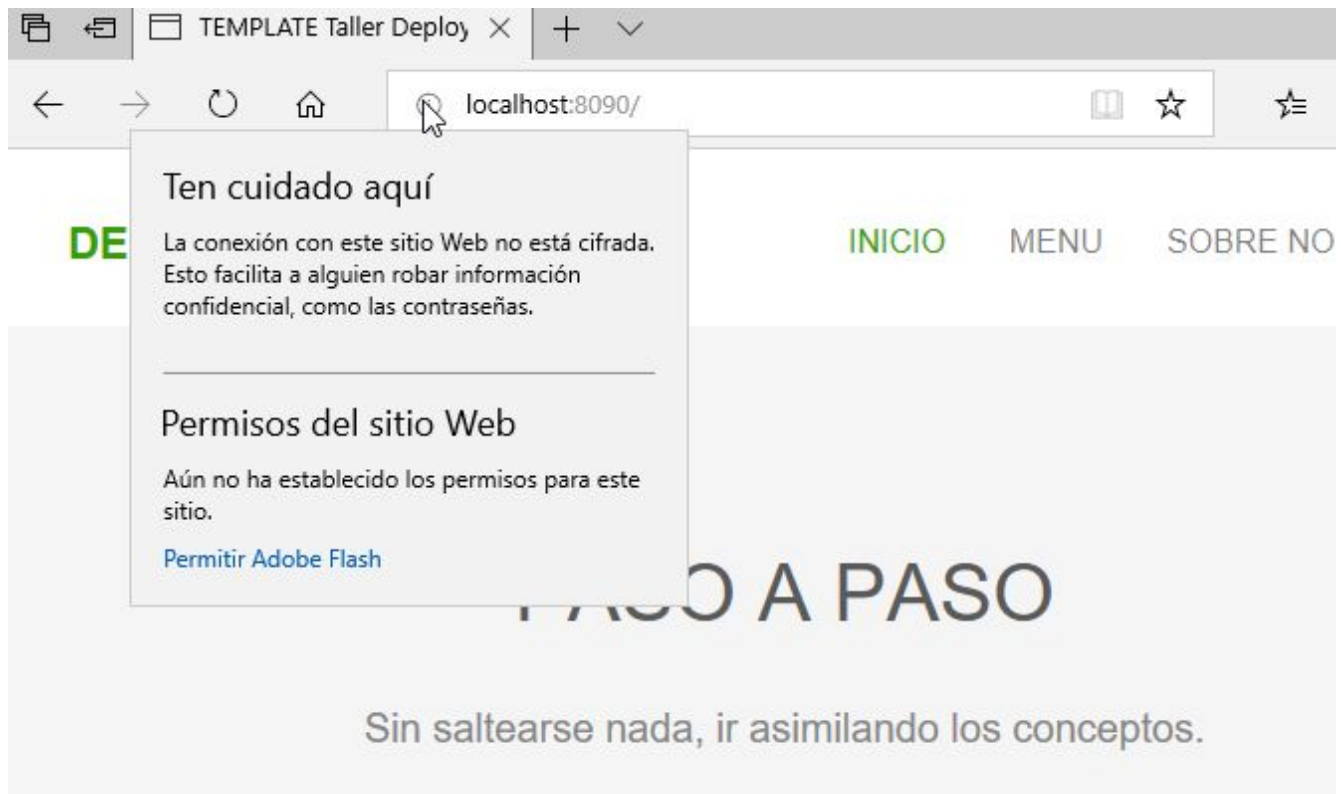 TEMPLATE Taller Deploy
localhost:8090/
Ten cuidado aquí
La conexión con este sitio Web no está cifrada.
Esto facilita a alguien robar información
confidencial, como las contraseñas.
Permisos del sitio Web
Aún no ha establecido los permisos para este
sitio.
Permitir Adobe Flash
DE INICIO MENU SOBRE NO
A PASO
Sin saltearse nada, ir asimilando los conceptos.